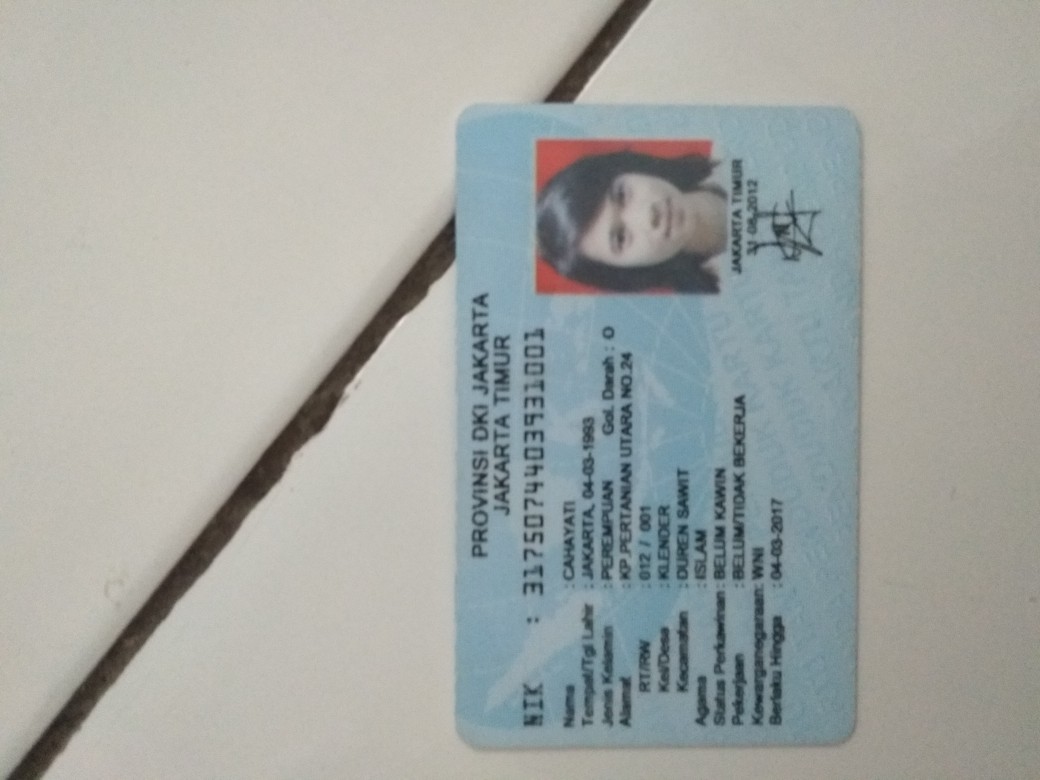 PROVINSI DKI JAKARTA
JAKARTA TIMUR
NIK : 3175074403931001
Nama : CAHAYATI
Tempat/Tgl Lahir : JAKARTA, 04-03-1993
Jenis Kelamin : PEREMPUAN Gol. Darah : O
Alamat : KP.PERTANIAN UTARA NO.24
RT/RW : 012 / 001
Kel/Desa : KLENDER
Kecamatan : DUREN SAWIT
Agama : ISLAM
Status Perkawinan : BELUM KAWIN
Pekerjaan : BELUM/TIDAK BEKERJA
Kewarganegaraan: WNI
Berlaku Hingga : 04-03-2017
JAKARTA TIMUR
31-08-2012